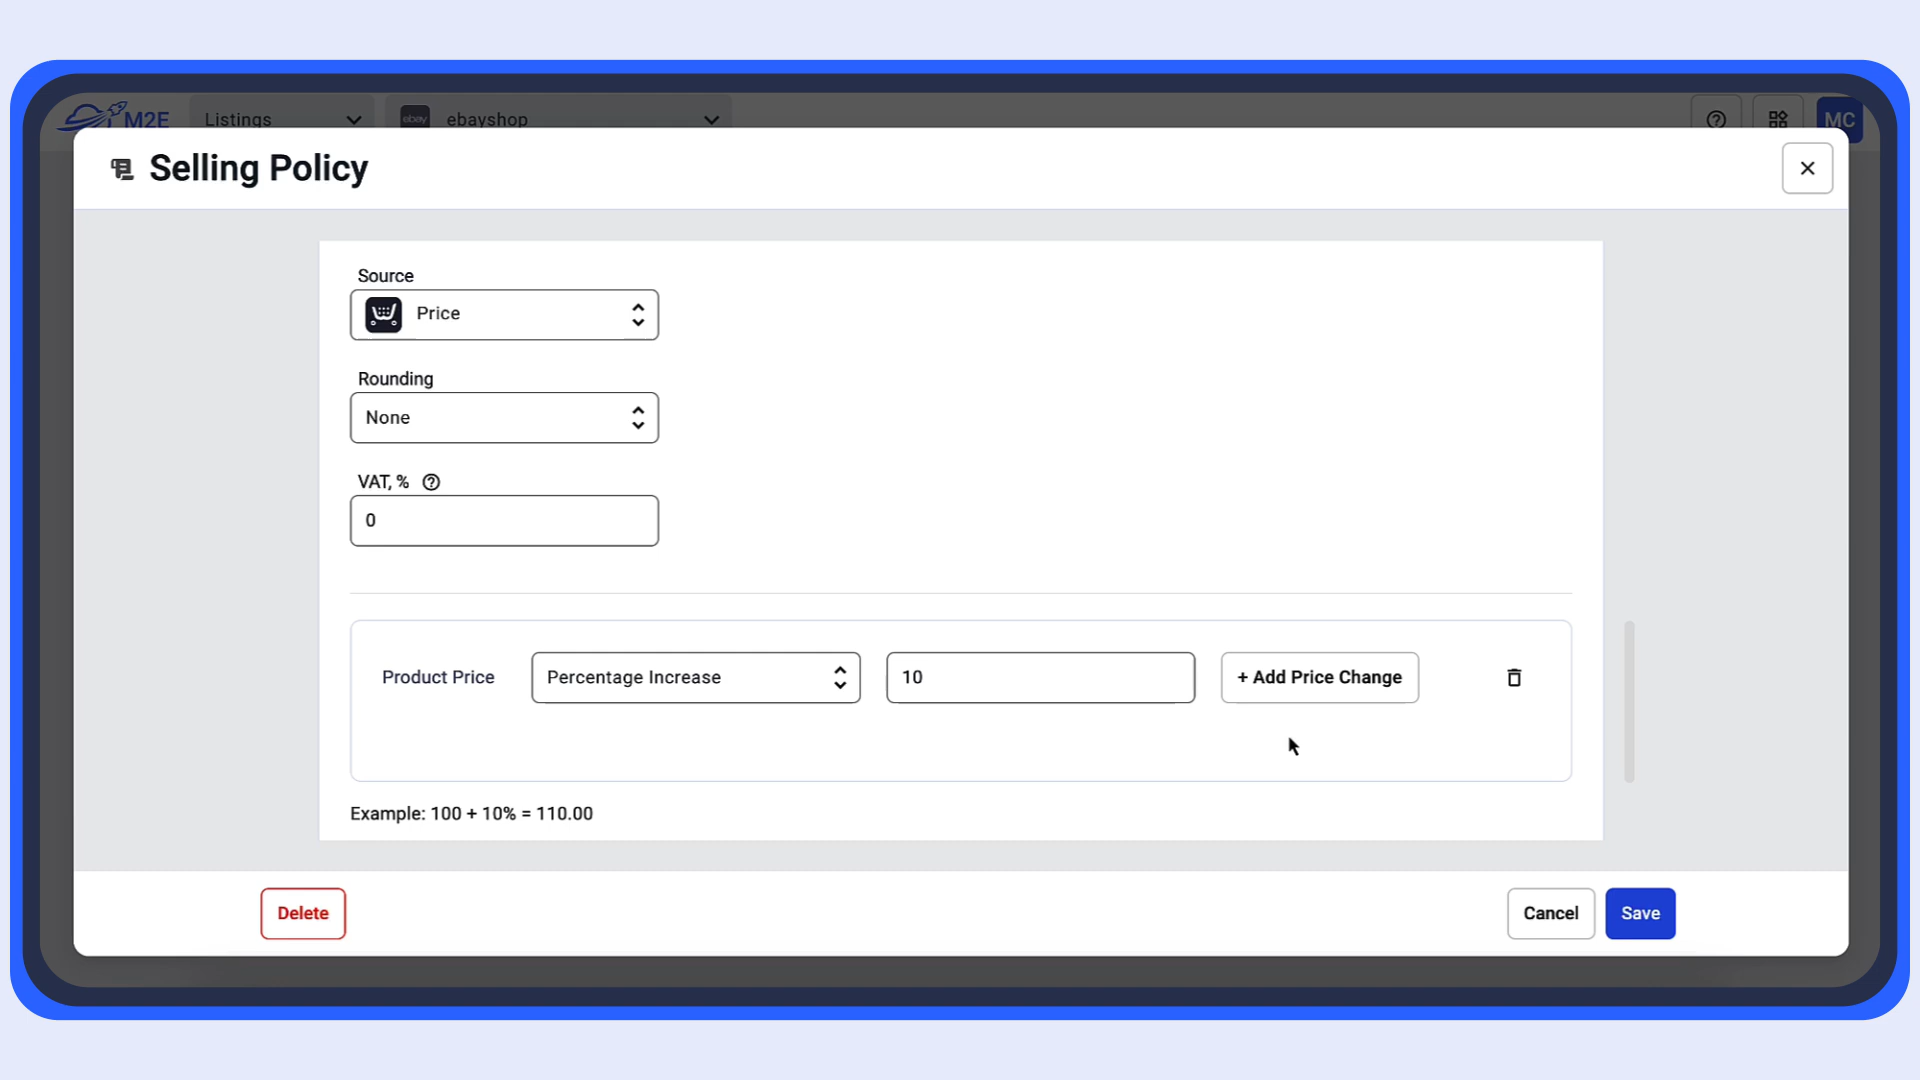 M2E Listings ebay ebayshop MC
Selling Policy
Source
Price
Rounding
None
VAT, %
0
Product Price Percentage Increase 10 + Add Price Change
Example: 100 + 10% = 110.00
Delete Cancel Save